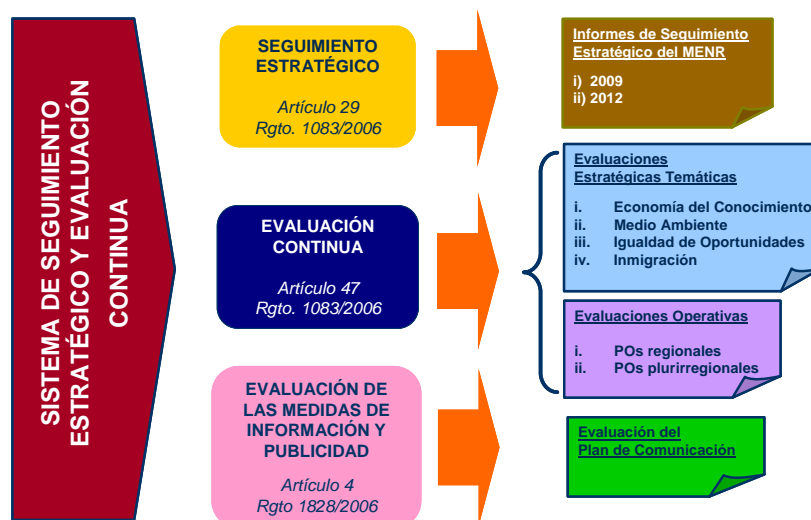 SISTEMA DE SEGUIMIENTO
ESTRATÉGICO Y EVALUACIÓN
CONTINUA
SEGUIMIENTO
ESTRATÉGICO
Artículo 29
Rgto. 1083/2006
Informes de Seguimiento
Estratégico del MENR
i) 2009
ii) 2012
EVALUACIÓN
CONTINUA
Artículo 47
Rgto. 1083/2006
Evaluaciones
Estratégicas Temáticas
i. Economía del Conocimiento
ii. Medio Ambiente
iii. Igualdad de Oportunidades
iv. Inmigración
Evaluaciones Operativas
i. POs regionales
ii. POs plurirregionales
EVALUACIÓN DE
LAS MEDIDAS DE
INFORMACIÓN Y
PUBLICIDAD
Artículo 4
Rgto 1828/2006
Evaluación del
Plan de Comunicación